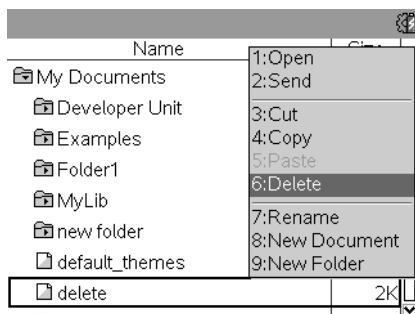 Name
My Documents
Developer Unit
Examples
Folder1
MyLib
new folder
default_themes
delete
2K
1:Open
2:Send
3:Cut
4:Copy
5:Paste
6:Delete
7:Rename
8:New Document
9:New Folder